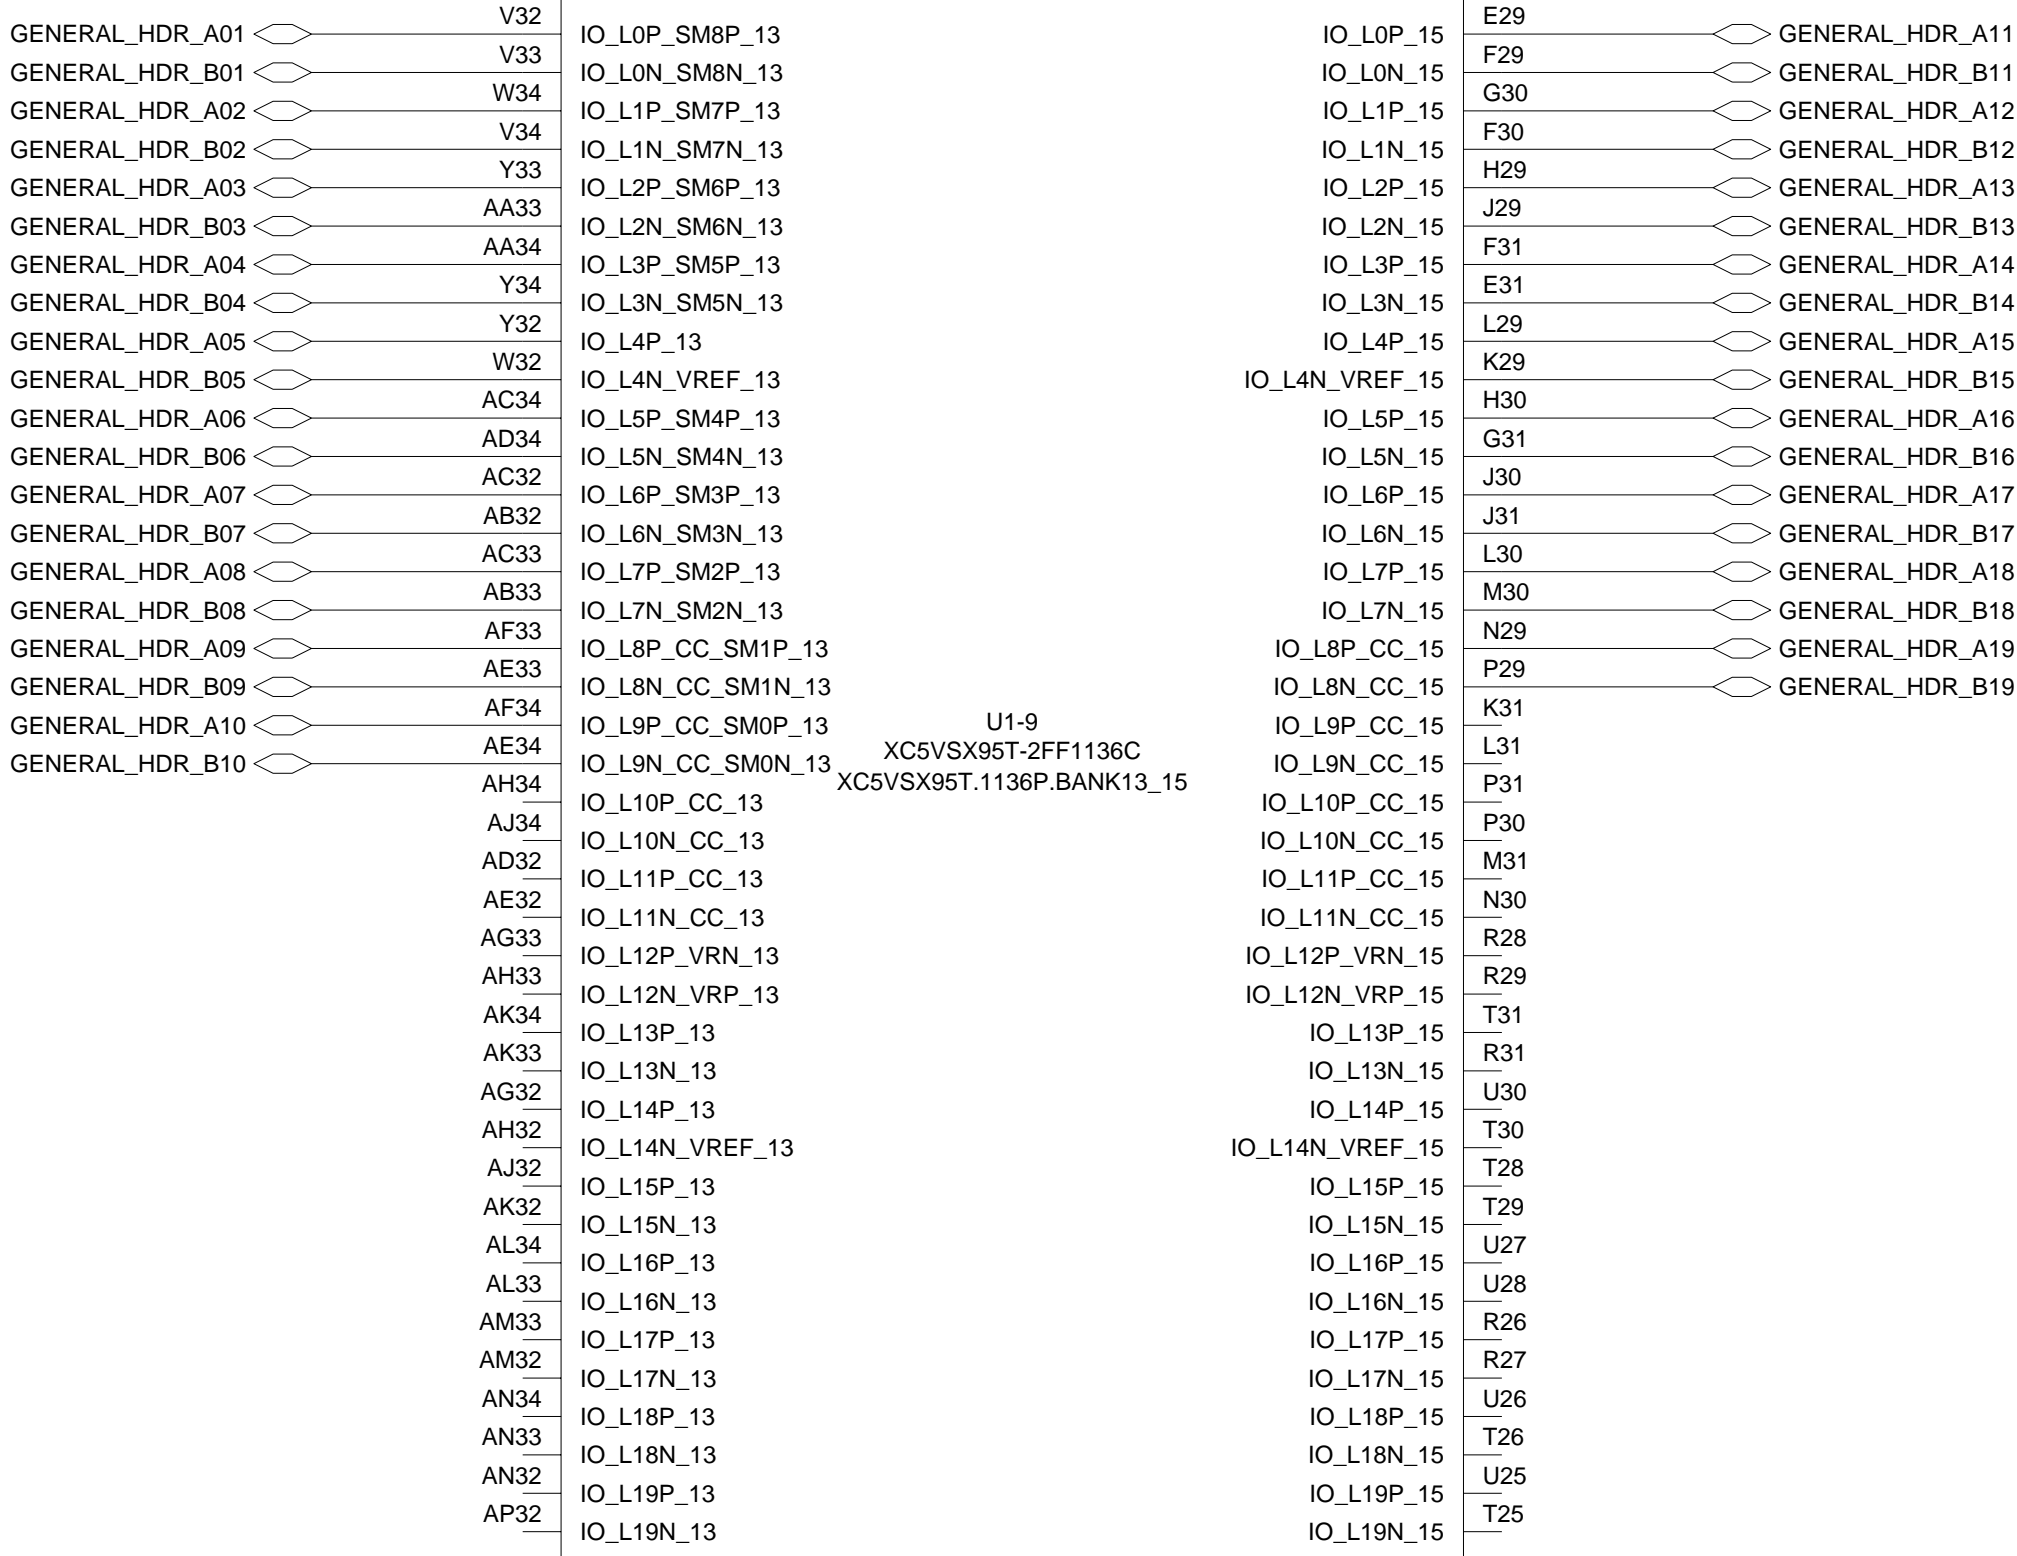 V32 E29
GENERAL_HDR_A01 IO_L0P_SM8P_13 IO_L0P_15 GENERAL_HDR_A11
V33 F29
GENERAL_HDR_B01 IO_L0N_SM8N_13 IO_L0N_15 GENERAL_HDR_B11
W34 G30
GENERAL_HDR_A02 IO_L1P_SM7P_13 IO_L1P_15 GENERAL_HDR_A12
V34 F30
GENERAL_HDR_B02 IO_L1N_SM7N_13 IO_L1N_15 GENERAL_HDR_B12
Y33 H29
GENERAL_HDR_A03 IO_L2P_SM6P_13 IO_L2P_15 GENERAL_HDR_A13
AA33 J29
GENERAL_HDR_B03 IO_L2N_SM6N_13 IO_L2N_15 GENERAL_HDR_B13
AA34 F31
GENERAL_HDR_A04 IO_L3P_SM5P_13 IO_L3P_15 GENERAL_HDR_A14
Y34 E31
GENERAL_HDR_B04 IO_L3N_SM5N_13 IO_L3N_15 GENERAL_HDR_B14
Y32 L29
GENERAL_HDR_A05 IO_L4P_13 IO_L4P_15 GENERAL_HDR_A15
W32 K29
GENERAL_HDR_B05 IO_L4N_VREF_13 IO_L4N_VREF_15 GENERAL_HDR_B15
AC34 H30
GENERAL_HDR_A06 IO_L5P_SM4P_13 IO_L5P_15 GENERAL_HDR_A16
AD34 G31
GENERAL_HDR_B06 IO_L5N_SM4N_13 IO_L5N_15 GENERAL_HDR_B16
AC32 J30
GENERAL_HDR_A07 IO_L6P_SM3P_13 IO_L6P_15 GENERAL_HDR_A17
AB32 J31
GENERAL_HDR_B07 IO_L6N_SM3N_13 IO_L6N_15 GENERAL_HDR_B17
AC33 L30
GENERAL_HDR_A08 IO_L7P_SM2P_13 IO_L7P_15 GENERAL_HDR_A18
AB33 M30
GENERAL_HDR_B08 IO_L7N_SM2N_13 IO_L7N_15 GENERAL_HDR_B18
AF33 N29
GENERAL_HDR_A09 IO_L8P_CC_SM1P_13 IO_L8P_CC_15 GENERAL_HDR_A19
AE33 P29
GENERAL_HDR_B09 IO_L8N_CC_SM1N_13 IO_L8N_CC_15 GENERAL_HDR_B19
AF34 K31
GENERAL_HDR_A10 IO_L9P_CC_SM0P_13 U1-9 IO_L9P_CC_15
AE34 XC5VSX95T-2FF1136C L31
GENERAL_HDR_B10 IO_L9N_CC_SM0N_13 IO_L9N_CC_15
AH34 XC5VSX95T.1136P.BANK13_15 P31
IO_L10P_CC_13 IO_L10P_CC_15
AJ34 P30
IO_L10N_CC_13 IO_L10N_CC_15
AD32 M31
IO_L11P_CC_13 IO_L11P_CC_15
AE32 N30
IO_L11N_CC_13 IO_L11N_CC_15
AG33 R28
IO_L12P_VRN_13 IO_L12P_VRN_15
AH33 R29
IO_L12N_VRP_13 IO_L12N_VRP_15
AK34 T31
IO_L13P_13 IO_L13P_15
AK33 R31
IO_L13N_13 IO_L13N_15
AG32 U30
IO_L14P_13 IO_L14P_15
AH32 T30
IO_L14N_VREF_13 IO_L14N_VREF_15
AJ32 T28
IO_L15P_13 IO_L15P_15
AK32 T29
IO_L15N_13 IO_L15N_15
AL34 U27
IO_L16P_13 IO_L16P_15
AL33 U28
IO_L16N_13 IO_L16N_15
AM33 R26
IO_L17P_13 IO_L17P_15
AM32 R27
IO_L17N_13 IO_L17N_15
AN34 U26
IO_L18P_13 IO_L18P_15
AN33 T26
IO_L18N_13 IO_L18N_15
AN32 U25
IO_L19P_13 IO_L19P_15
AP32 T25
IO_L19N_13 IO_L19N_15